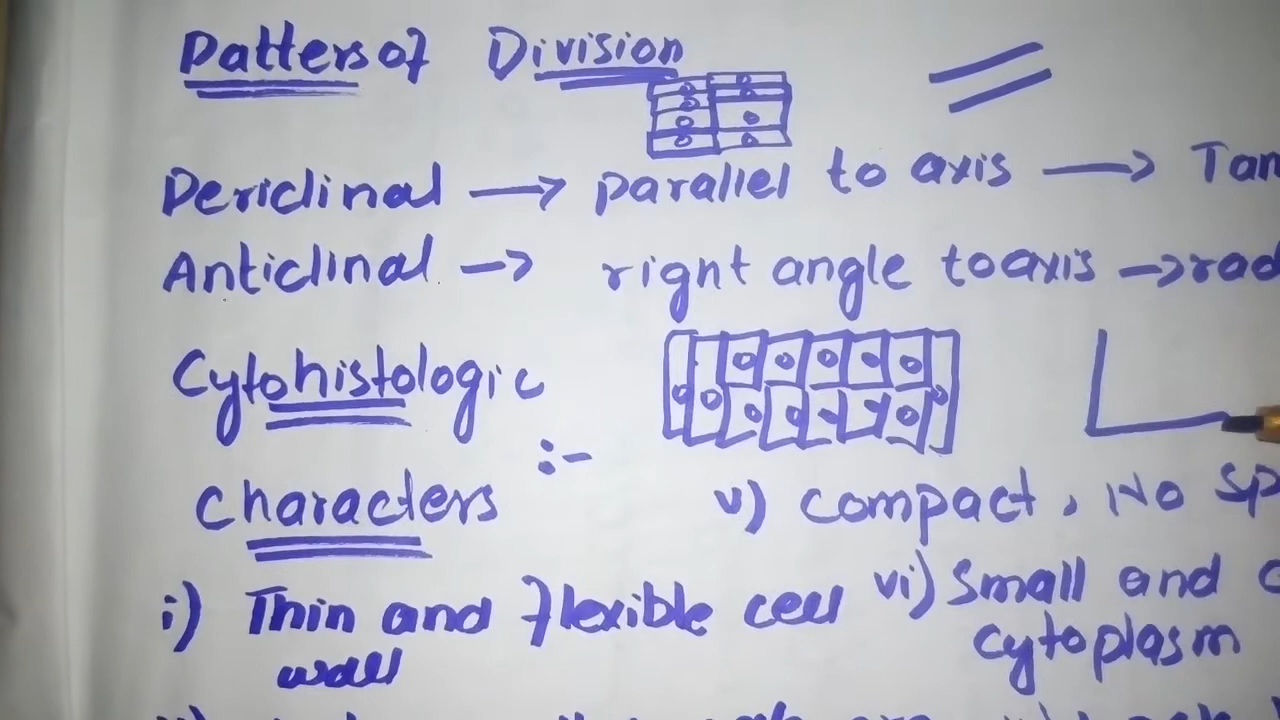 Patters of Division
Periclinal → parallel to axis → Tan
Anticlinal → right angle to axis → rad
Cytohistologic
characters :-
v) compact, No sp
i) Thin and flexible cell
wall
vi) Small and
cytoplasm